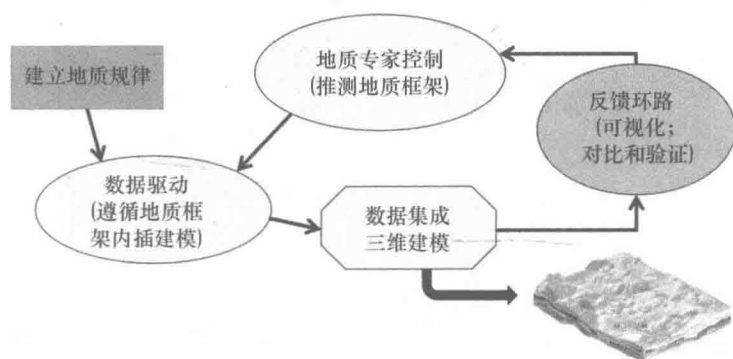 建立地质规律
地质专家控制
(推测地质框架)
反馈环路
(可视化;
对比和验证)
数据驱动
(遵循地质框
架内插建模)
数据集成
三维建模